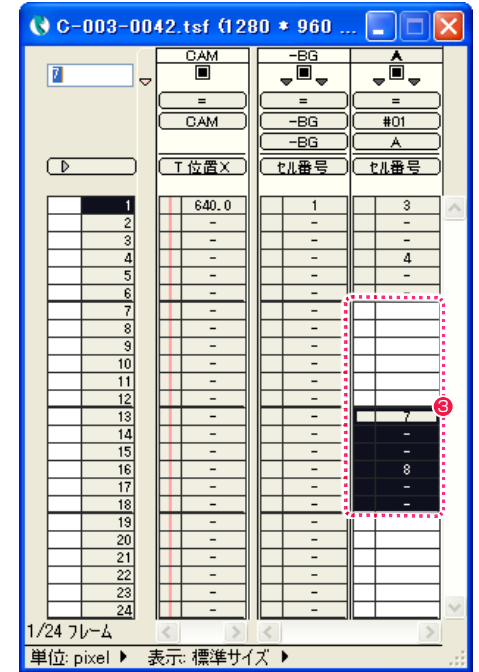 C-003-0042.tsf (1280 * 960 ...
CAM -BG A
7
= = =
CAM -BG #01
-BG A
T 位置X セル番号 セル番号
1 640.0 1 3
2 - - -
3 - - -
4 - - 4
5 - - -
6 - - -
7 - -
8 - -
9 - -
10 - -
11 - -
12 - -
13 - - 7
3
14 - - -
15 - - -
16 - - 8
17 - - -
18 - - -
19 - -
20 - -
21 - -
22 - -
23 - -
24 - -
1/24 フレーム
単位: pixel 表示: 標準サイズ